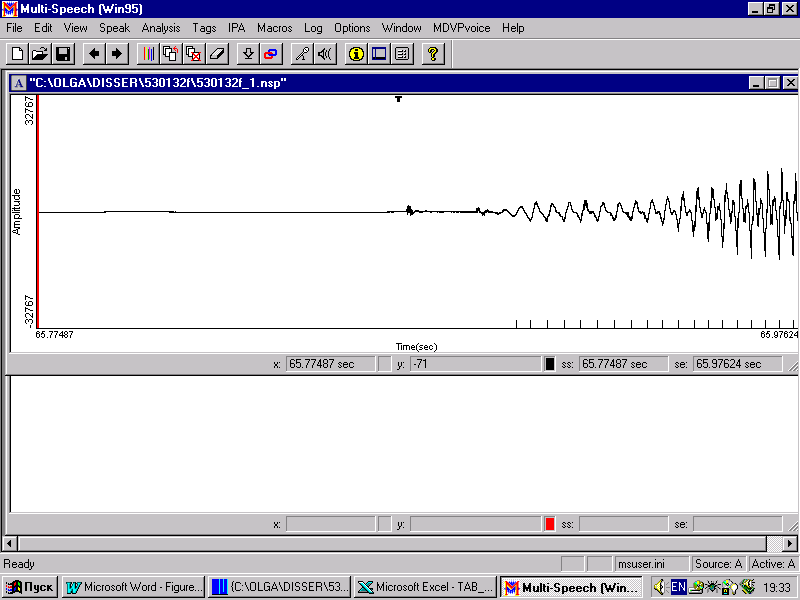 Multi-Speech (Win95)
File Edit View Speak Analysis Tags IPA Macros Log Options Window MDVPvoice Help
A "C:\OLGA\DISSER\530132f\530132f_1.nsp"
32767
Amplitude
-32767
65.77487 65.97624
Time(sec)
x: 65.77487 sec y: -71 ss: 65.77487 sec se: 65.97624 sec
x: y: ss: se:
Ready msuser.ini Source: A Active: A
Пуск Microsoft Word - Figure... {C:\OLGA\DISSER\53... Microsoft Excel - TAB_... Multi-Speech (Win... EN 19:33